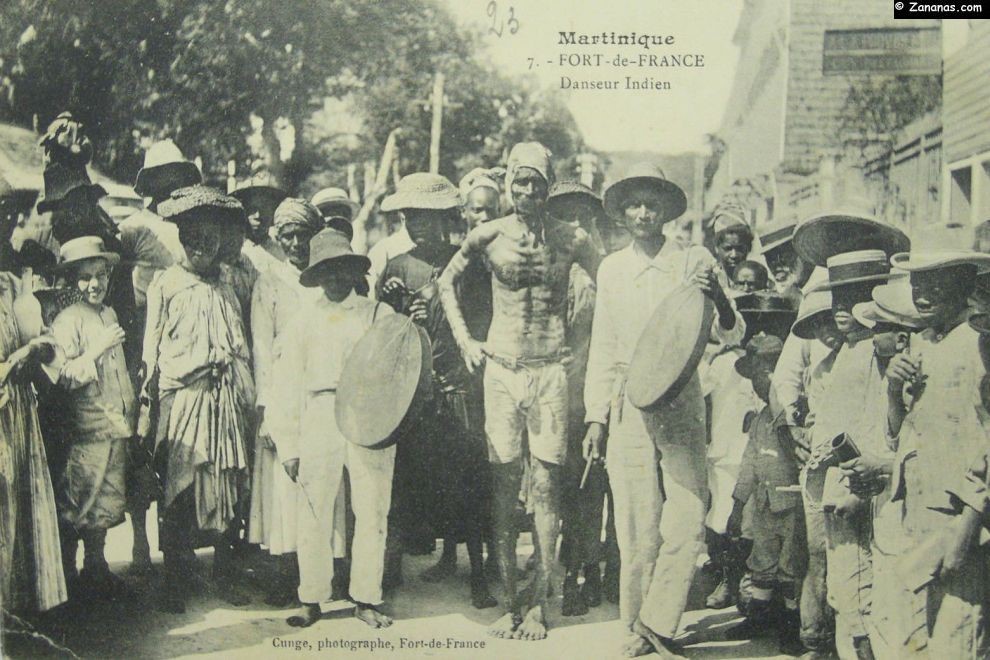 © Zananas.com
23
Martinique
7. - FORT-de-FRANCE
Danseur Indien
Cunge, photographe, Fort-de-France